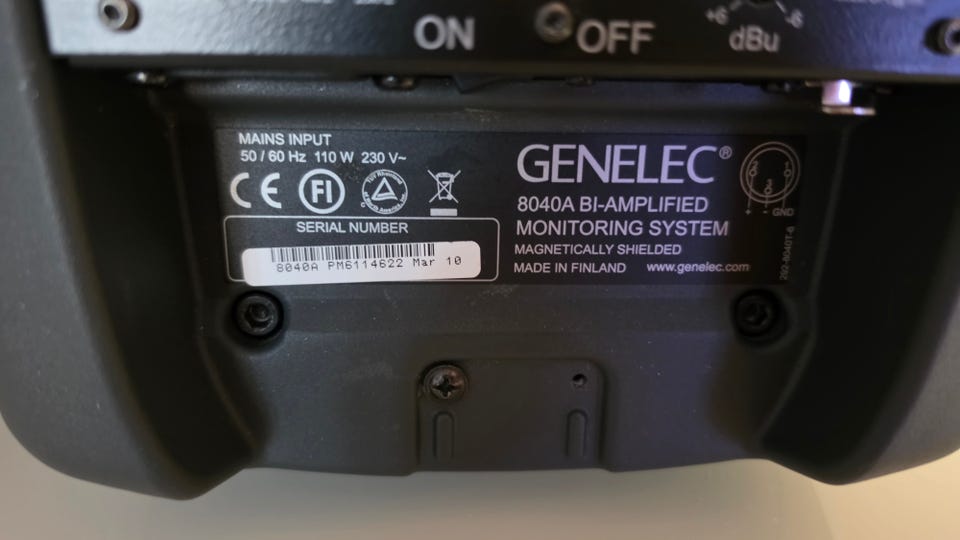 ON
OFF
+6
-6
dBu
MAINS INPUT
50 / 60 Hz 110 W 230 V~
CE FI
SERIAL NUMBER
8040A PM6114622 Mar 10
GENELEC®
8040A BI-AMPLIFIED
MONITORING SYSTEM
MAGNETICALLY SHIELDED
MADE IN FINLAND www.genelec.com
+ - GND